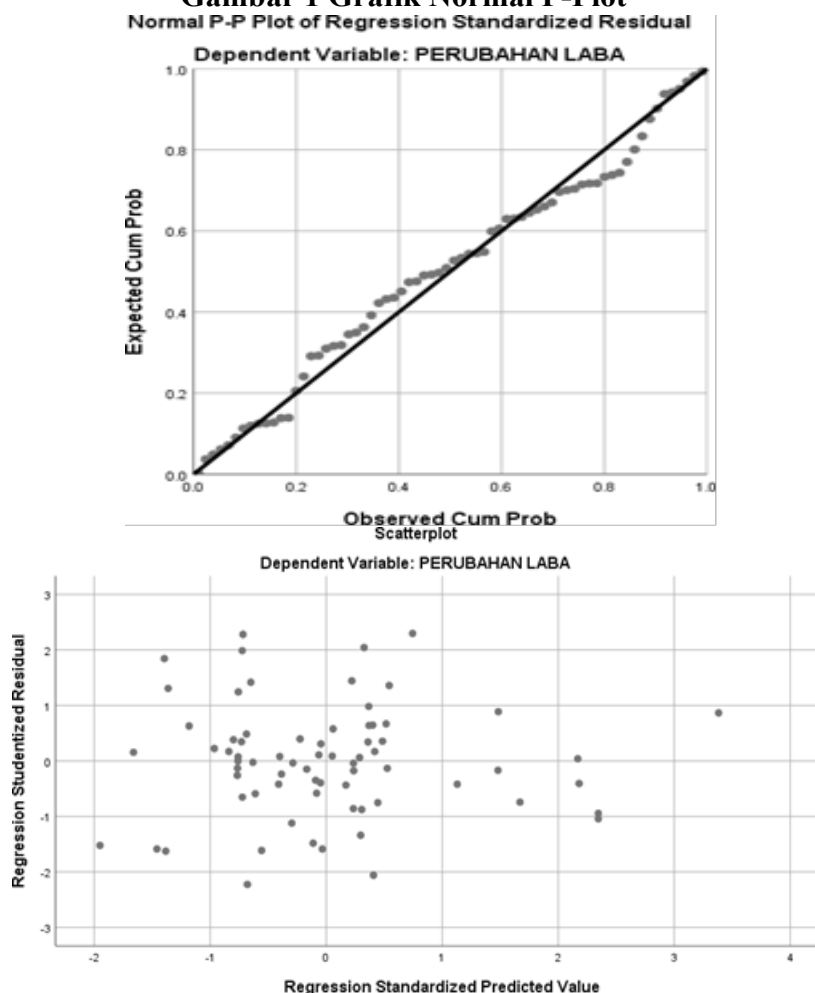 Gambar 1 Grafik Normal P-Plot
Normal P-P Plot of Regression Standardized Residual
Dependent Variable: PERUBAHAN LABA
1.0
0.8
0.6
0.4
0.2
0.0
Expected Cum Prob
0.0 0.2 0.4 0.6 0.8 1.0
Observed Cum Prob
Scatterplot
Dependent Variable: PERUBAHAN LABA
3
2
1
0
-1
-2
-3
Regression Studentized Residual
-2 -1 0 1 2 3 4
Regression Standardized Predicted Value